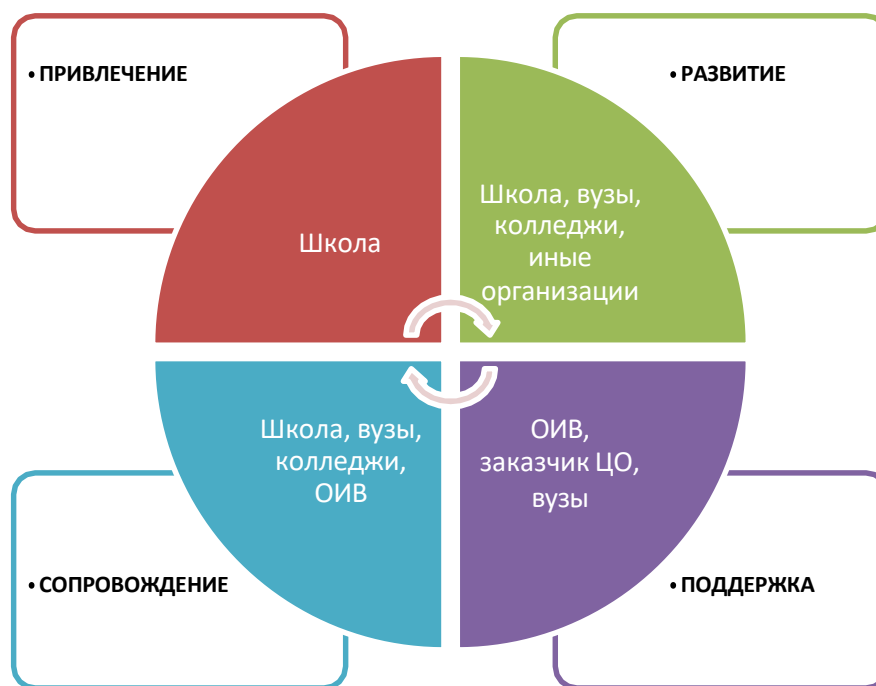 • ПРИВЛЕЧЕНИЕ
• РАЗВИТИЕ
Школа
Школа, вузы,
колледжи,
иные
организации
Школа, вузы,
колледжи,
ОИВ
ОИВ,
заказчик ЦО,
вузы
• СОПРОВОЖДЕНИЕ
• ПОДДЕРЖКА